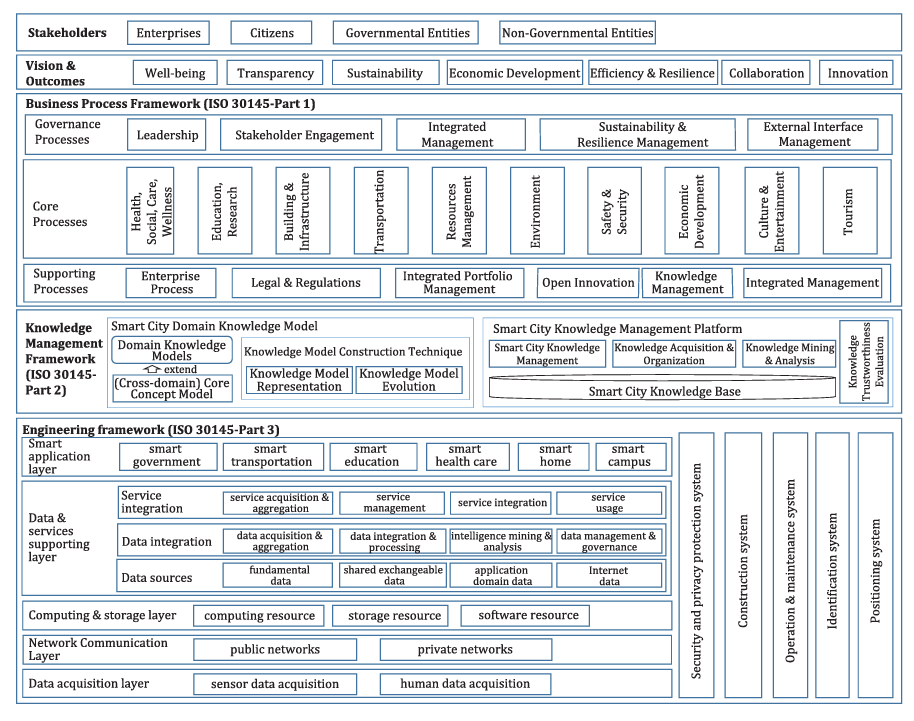 Stakeholders
Enterprises
Citizens
Governmental Entities
Non-Governmental Entities
Vision &
Outcomes
Well-being
Transparency
Sustainability
Economic Development
Efficiency & Resilience
Collaboration
Innovation
Business Process Framework (ISO 30145-Part 1)
Governance
Processes
Leadership
Stakeholder Engagement
Integrated
Management
Sustainability &
Resilience Management
External Interface
Management
Core
Processes
Health,
Social, Care,
Wellness
Education,
Research
Building &
Infrastructure
Transportation
Resources
Management
Environment
Safety &
Security
Economic
Development
Culture &
Entertainment
Tourism
Supporting
Processes
Enterprise
Process
Legal & Regulations
Integrated Portfolio
Management
Open Innovation
Knowledge
Management
Integrated Management
Knowledge
Management
Framework
(ISO 30145-
Part 2)
Smart City Domain Knowledge Model
Domain Knowledge
Models
extend
(Cross-domain) Core
Concept Model
Knowledge Model Construction Technique
Knowledge Model
Representation
Knowledge Model
Evolution
Smart City Knowledge Management Platform
Smart City Knowledge
Management
Knowledge Acquisition &
Organization
Knowledge Mining
& Analysis
Smart City Knowledge Base
Knowledge
Trustworthiness
Evaluation
Engineering framework (ISO 30145-Part 3)
Smart
application
layer
smart
government
smart
transportation
smart
education
smart
health care
smart
home
smart
campus
Data &
services
supporting
layer
Service
integration
service acquisition &
aggregation
service
management
service integration
service
usage
Data integration
data acquisition &
aggregation
data integration &
processing
intelligence mining &
analysis
data management &
governance
Data sources
fundamental
data
shared exchangeable
data
application
domain data
Internet
data
Computing & storage layer
computing resource
storage resource
software resource
Network Communication
Layer
public networks
private networks
Data acquisition layer
sensor data acquisition
human data acquisition
Security and privacy protection system
Construction system
Operation & maintenance system
Identification system
Positioning system